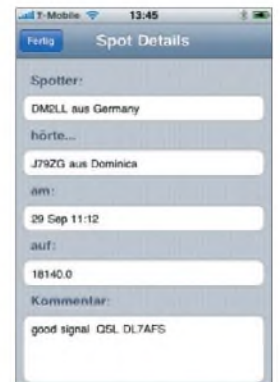 T-Mobile 13:45
Fertig Spot Details
Spotter:
DM2LL aus Germany
hörte...
J79ZG aus Dominica
am:
29 Sep 11:12
auf:
18140.0
Kommentar:
good signal QSL DL7AFS